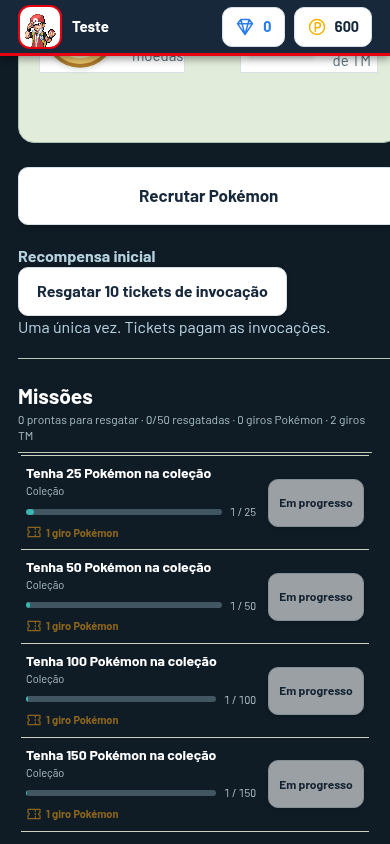 Teste
0
600
moedas
de TM
Recrutar Pokémon
Recompensa inicial
Resgatar 10 tickets de invocação
Uma única vez. Tickets pagam as invocações.
Missões
0 prontas para resgatar · 0/50 resgatadas · 0 giros Pokémon · 2 giros
TM
Tenha 25 Pokémon na coleção
Coleção
1 / 25
1 giro Pokémon
Em progresso
Tenha 50 Pokémon na coleção
Coleção
1 / 50
1 giro Pokémon
Em progresso
Tenha 100 Pokémon na coleção
Coleção
1 / 100
1 giro Pokémon
Em progresso
Tenha 150 Pokémon na coleção
Coleção
1 / 150
1 giro Pokémon
Em progresso